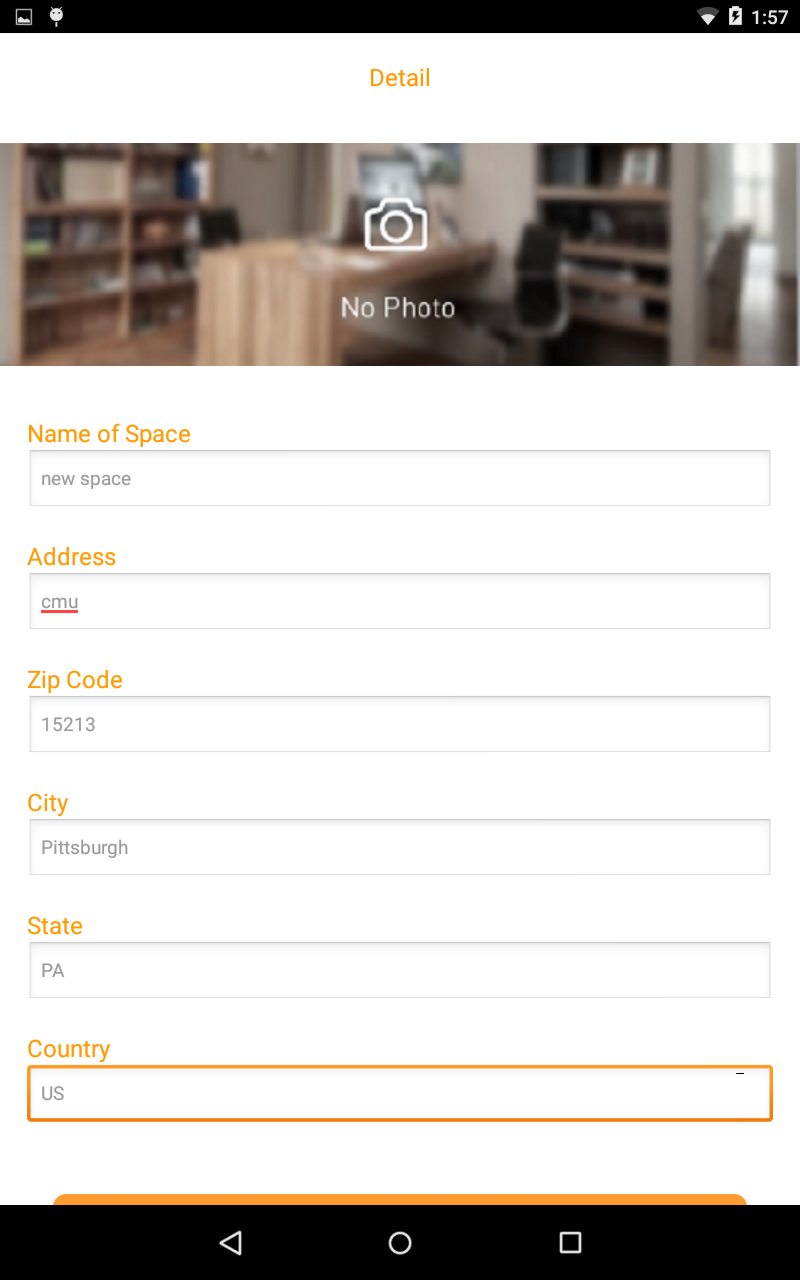 1:57
Detail
No Photo
Name of Space
new space
Address
cmu
Zip Code
15213
City
Pittsburgh
State
PA
Country
US